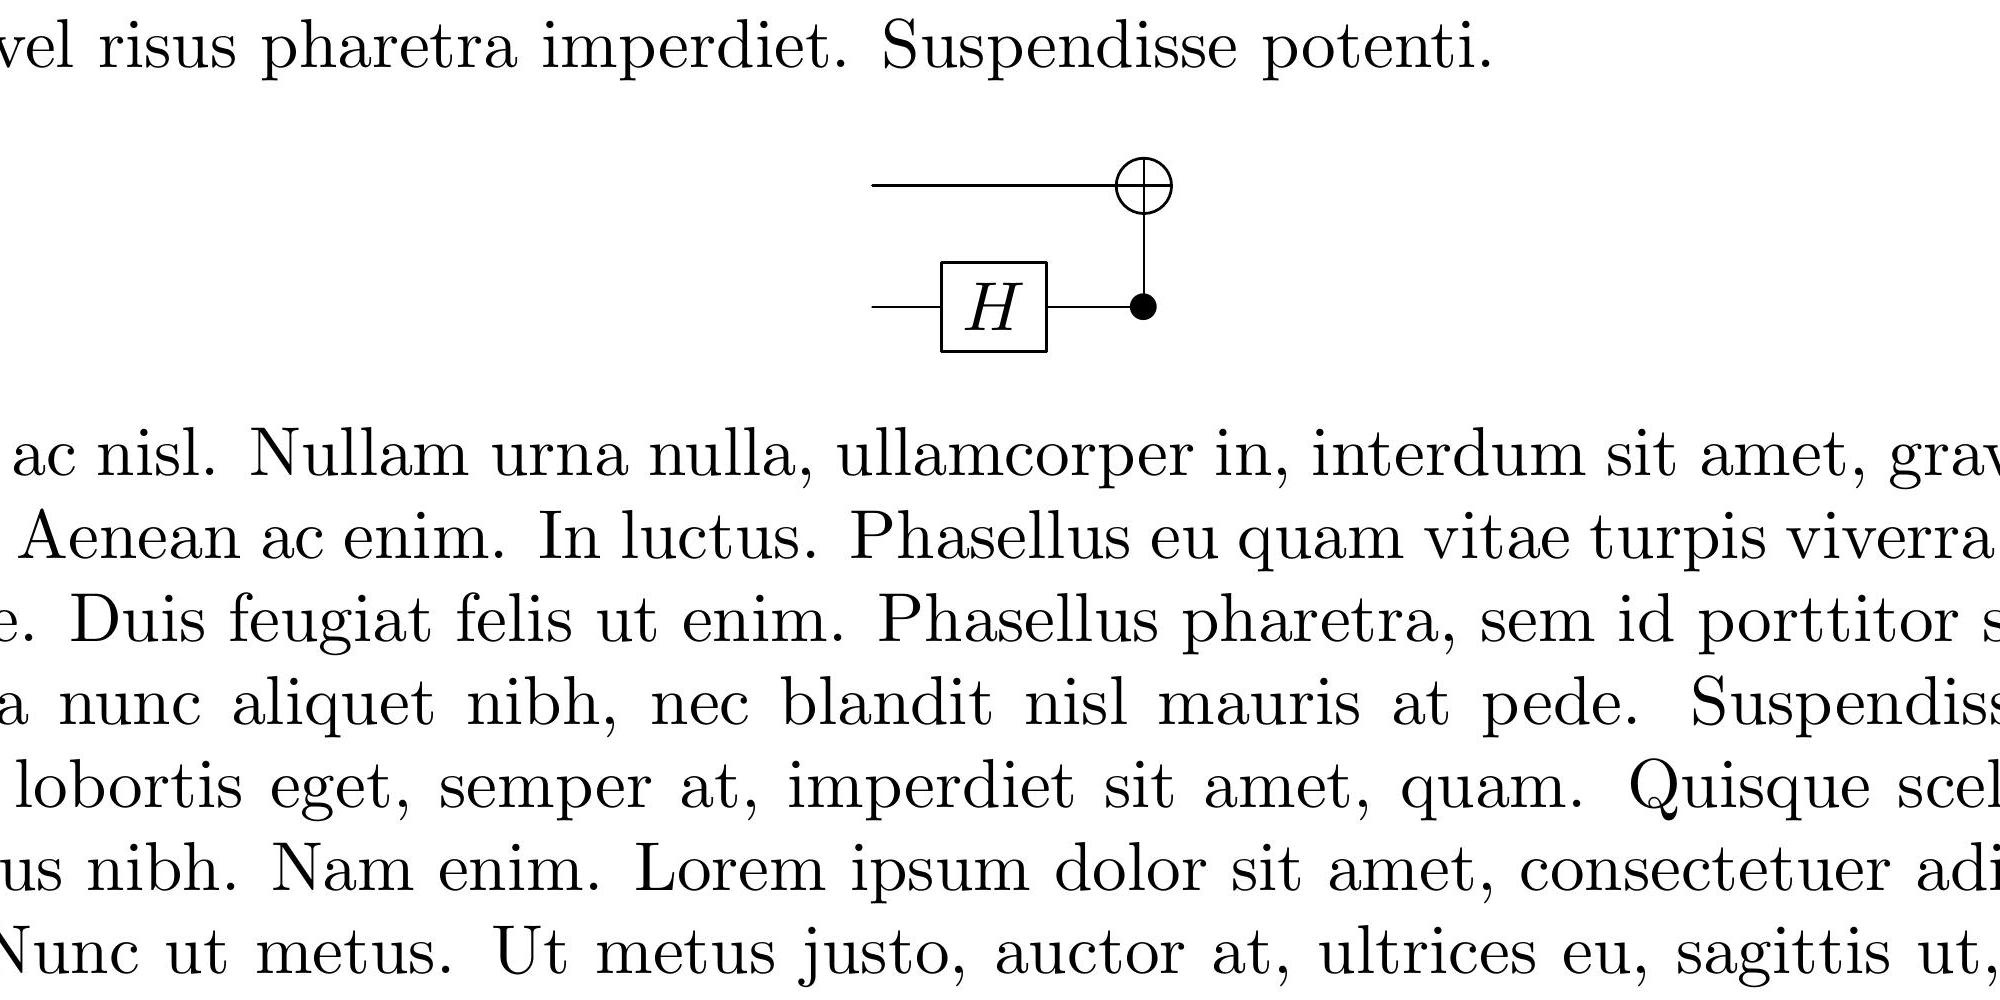 vel risus pharetra imperdiet. Suspendisse potenti.
H
ac nisl. Nullam urna nulla, ullamcorper in, interdum sit amet, grav
Aenean ac enim. In luctus. Phasellus eu quam vitae turpis viverra
e. Duis feugiat felis ut enim. Phasellus pharetra, sem id porttitor s
a nunc aliquet nibh, nec blandit nisl mauris at pede. Suspendiss
lobortis eget, semper at, imperdiet sit amet, quam. Quisque scel
us nibh. Nam enim. Lorem ipsum dolor sit amet, consectetuer adi
Nunc ut metus. Ut metus justo, auctor at, ultrices eu, sagittis ut,